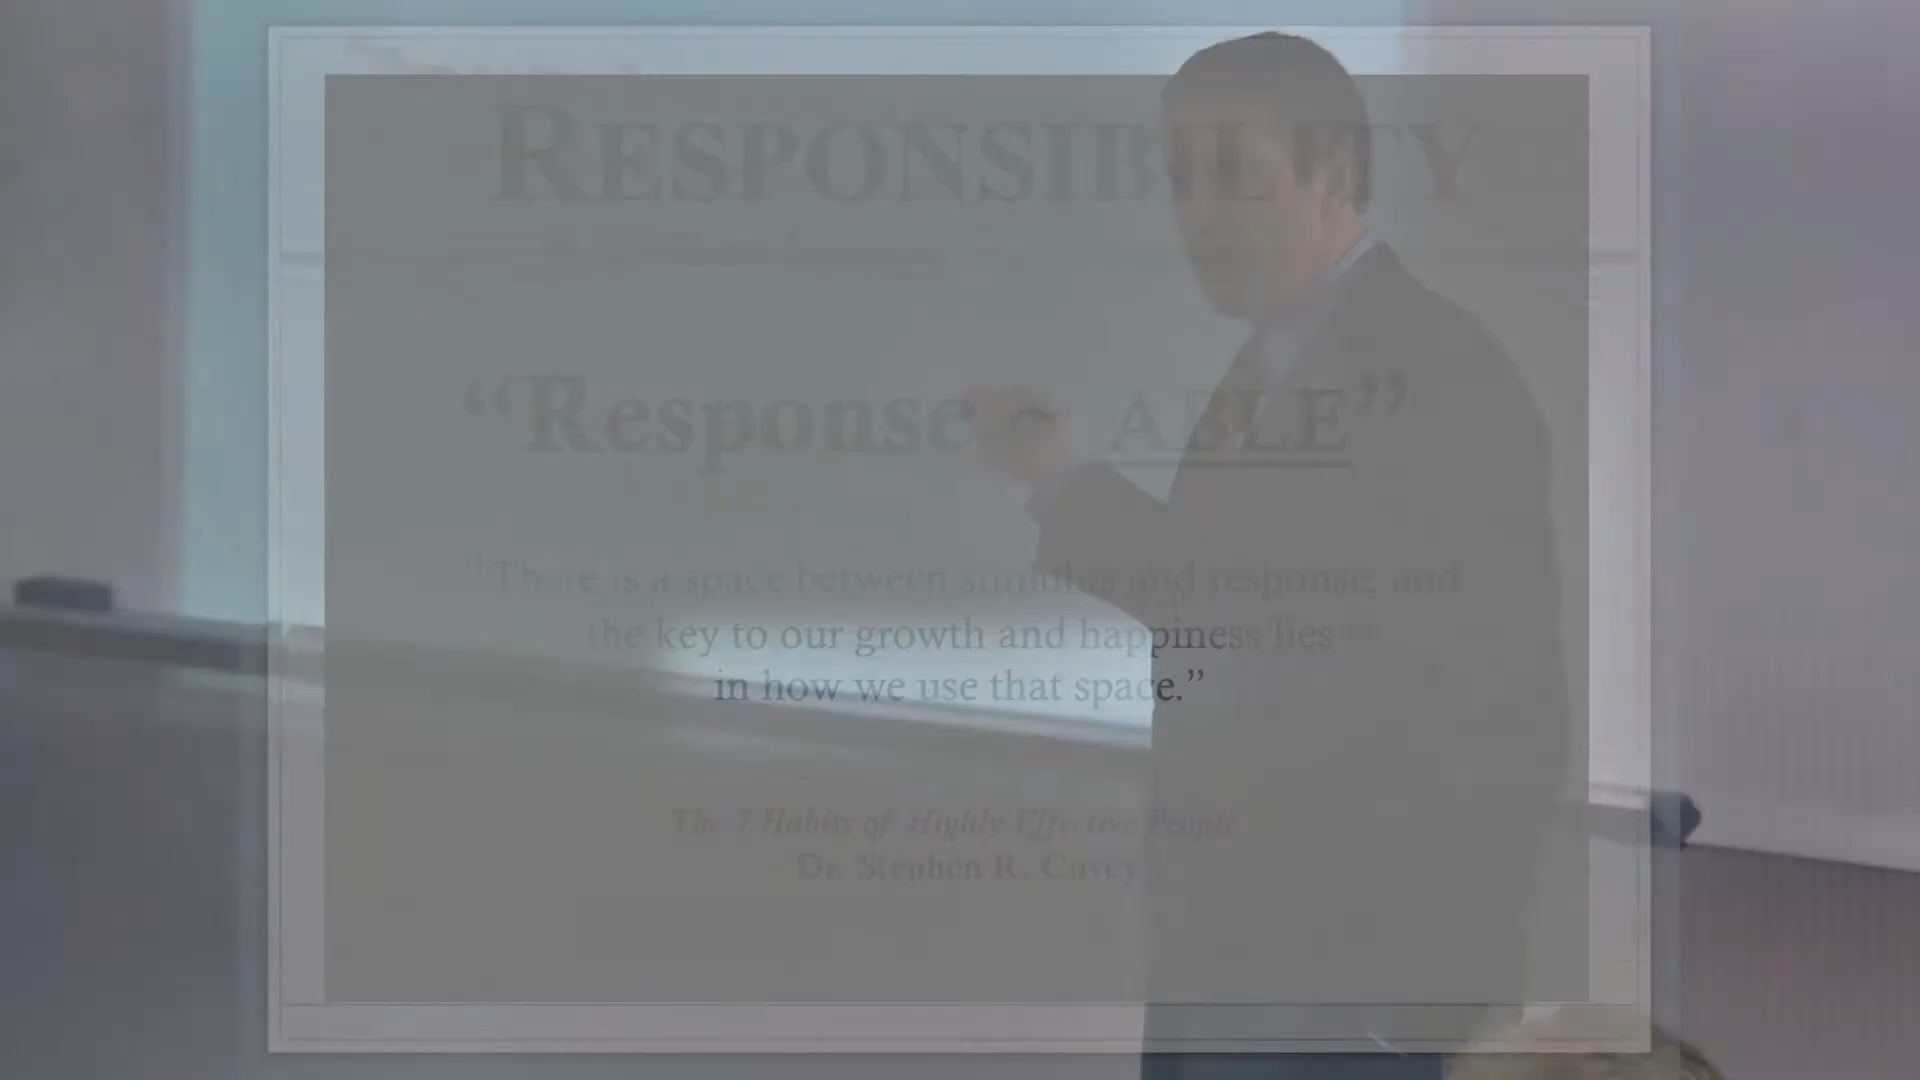 RESPONSIBILITY
“Response - ABLE”
"There is a space between stimulus and response, and
the key to our growth and happiness lies
in how we use that space.”
The 7 Habits of Highly Effective People
- Dr. Stephen R. Covey